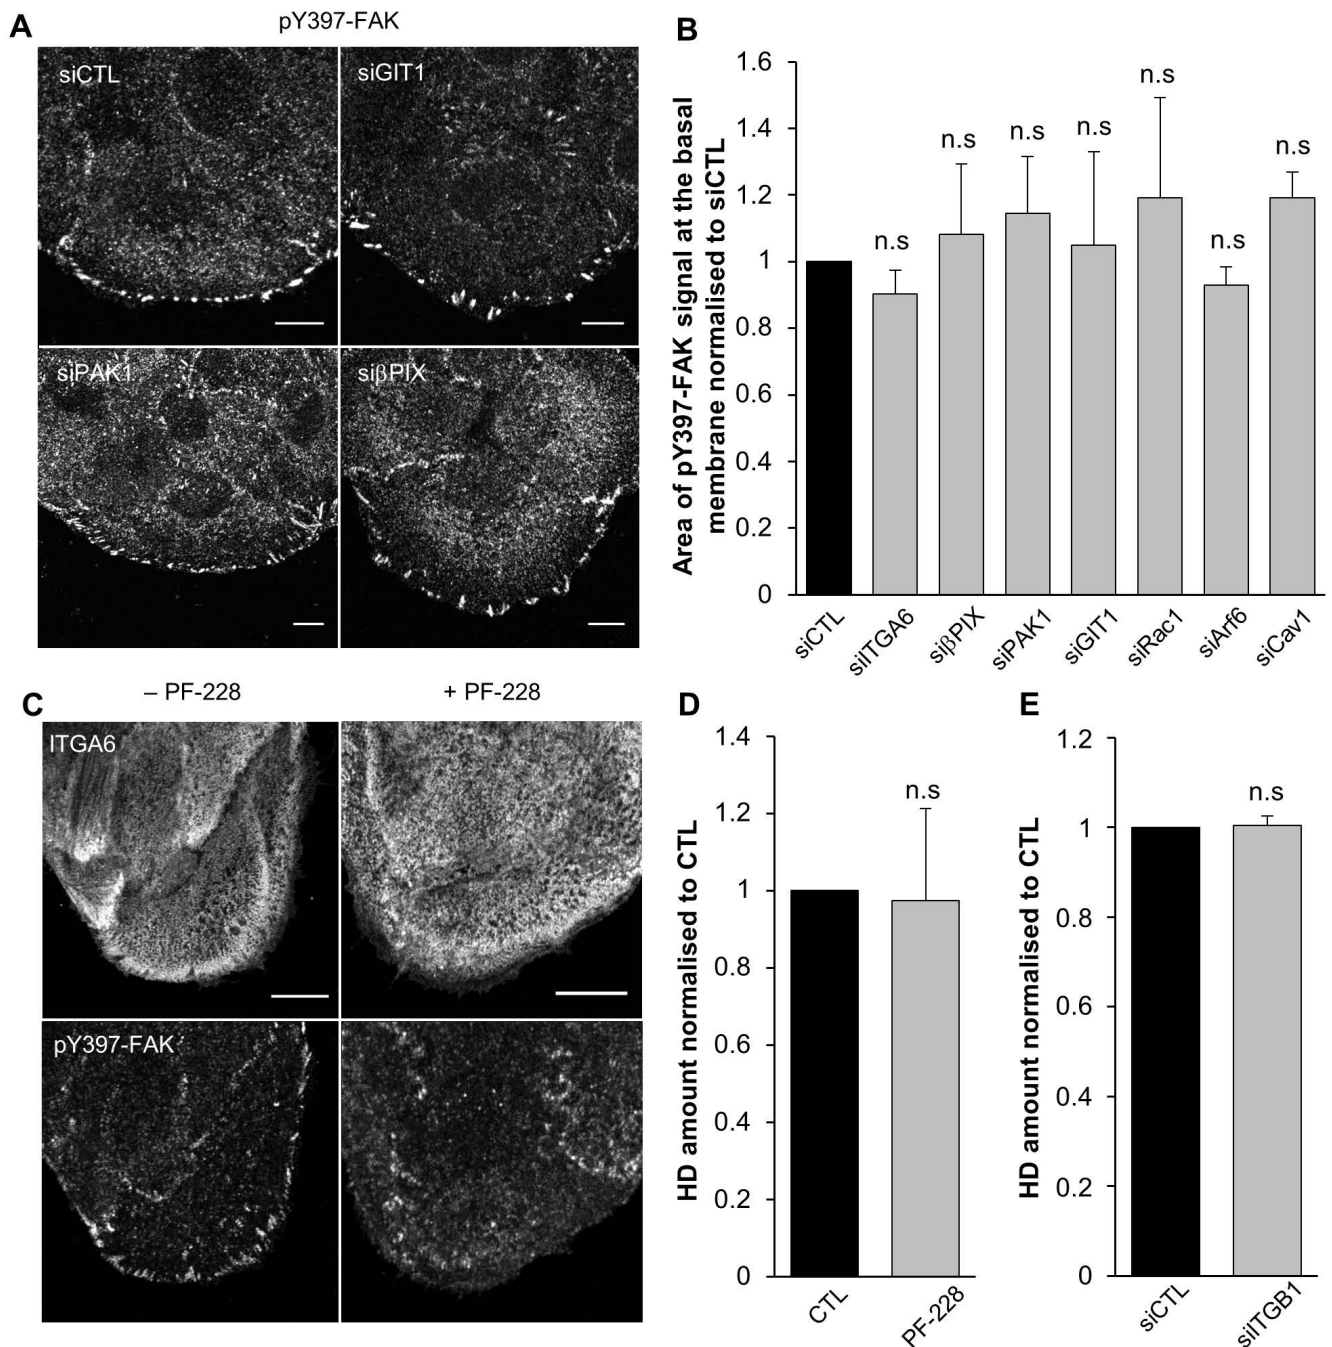 A
pY397-FAK
siCTL
siGIT1
siPAK1
siβPIX
B
Area of pY397-FAK signal at the basal
membrane normalised to siCTL
1.6
1.4
1.2
1
0.8
0.6
0.4
0.2
0
n.s
n.s
n.s
n.s
n.s
n.s
n.s
siCTL
siITGA6
siβPIX
siPAK1
siGIT1
siRac1
siArf6
siCav1
C
– PF-228
+ PF-228
ITGA6
pY397-FAK
D
HD amount normalised to CTL
1.4
1.2
1
0.8
0.6
0.4
0.2
0
n.s
CTL
PF-228
E
HD amount normalised to CTL
1.2
1
0.8
0.6
0.4
0.2
0
n.s
siCTL
siITGB1